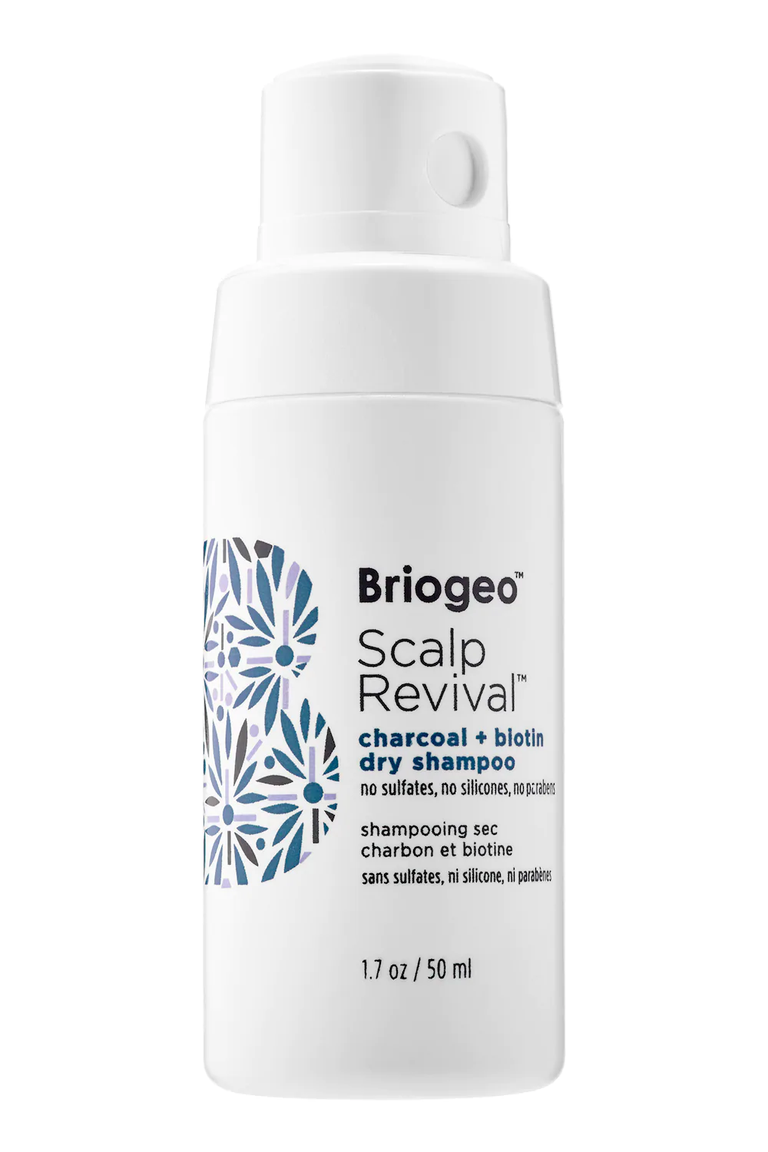 Briogeo™
Scalp
Revival™
charcoal + biotin
dry shampoo
no sulfates, no silicones, no parabens
shampooing sec
charbon et biotine
sans sulfates, ni silicone, ni parabènes
1.7 oz / 50 ml